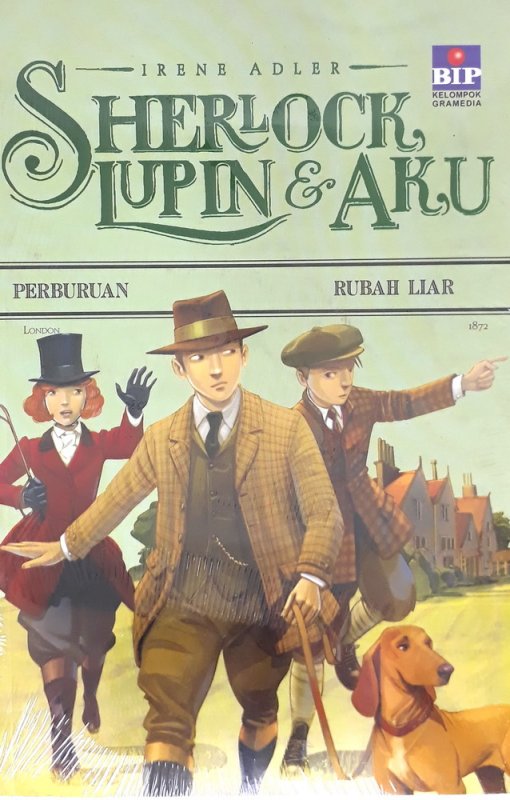 IRENE ADLER
BIP
KELOMPOK
GRAMEDIA
SHERLOCK,
LUPIN & AKU
PERBURUAN RUBAH LIAR
LONDON 1872